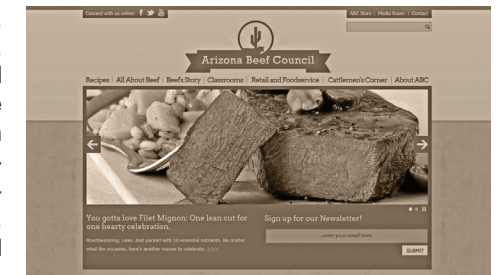 Connect with us online:
ABC Store | Media Room | Contact
Arizona Beef Council
Recipes | All About Beef | Beef's Story | Classrooms | Retail and Foodservice | Cattlemen's Corner | About ABC
You gotta love Filet Mignon: One lean cut for
one hearty celebration.
Mouthwatering. Lean. And packed with 10 essential nutrients. No matter
what the occasion, here's another reason to celebrate.
Sign up for our Newsletter!
...enter your email here.
SUBMIT